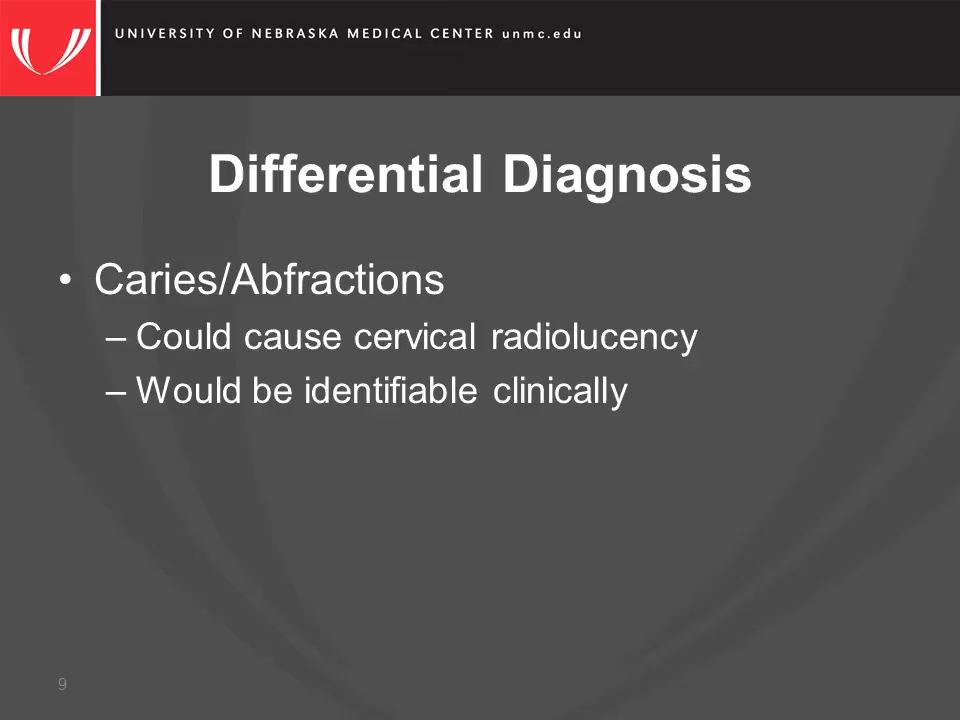 UNIVERSITY OF NEBRASKA MEDICAL CENTER unmc.edu
Differential Diagnosis
• Caries/Abfractions
– Could cause cervical radiolucency
– Would be identifiable clinically
9